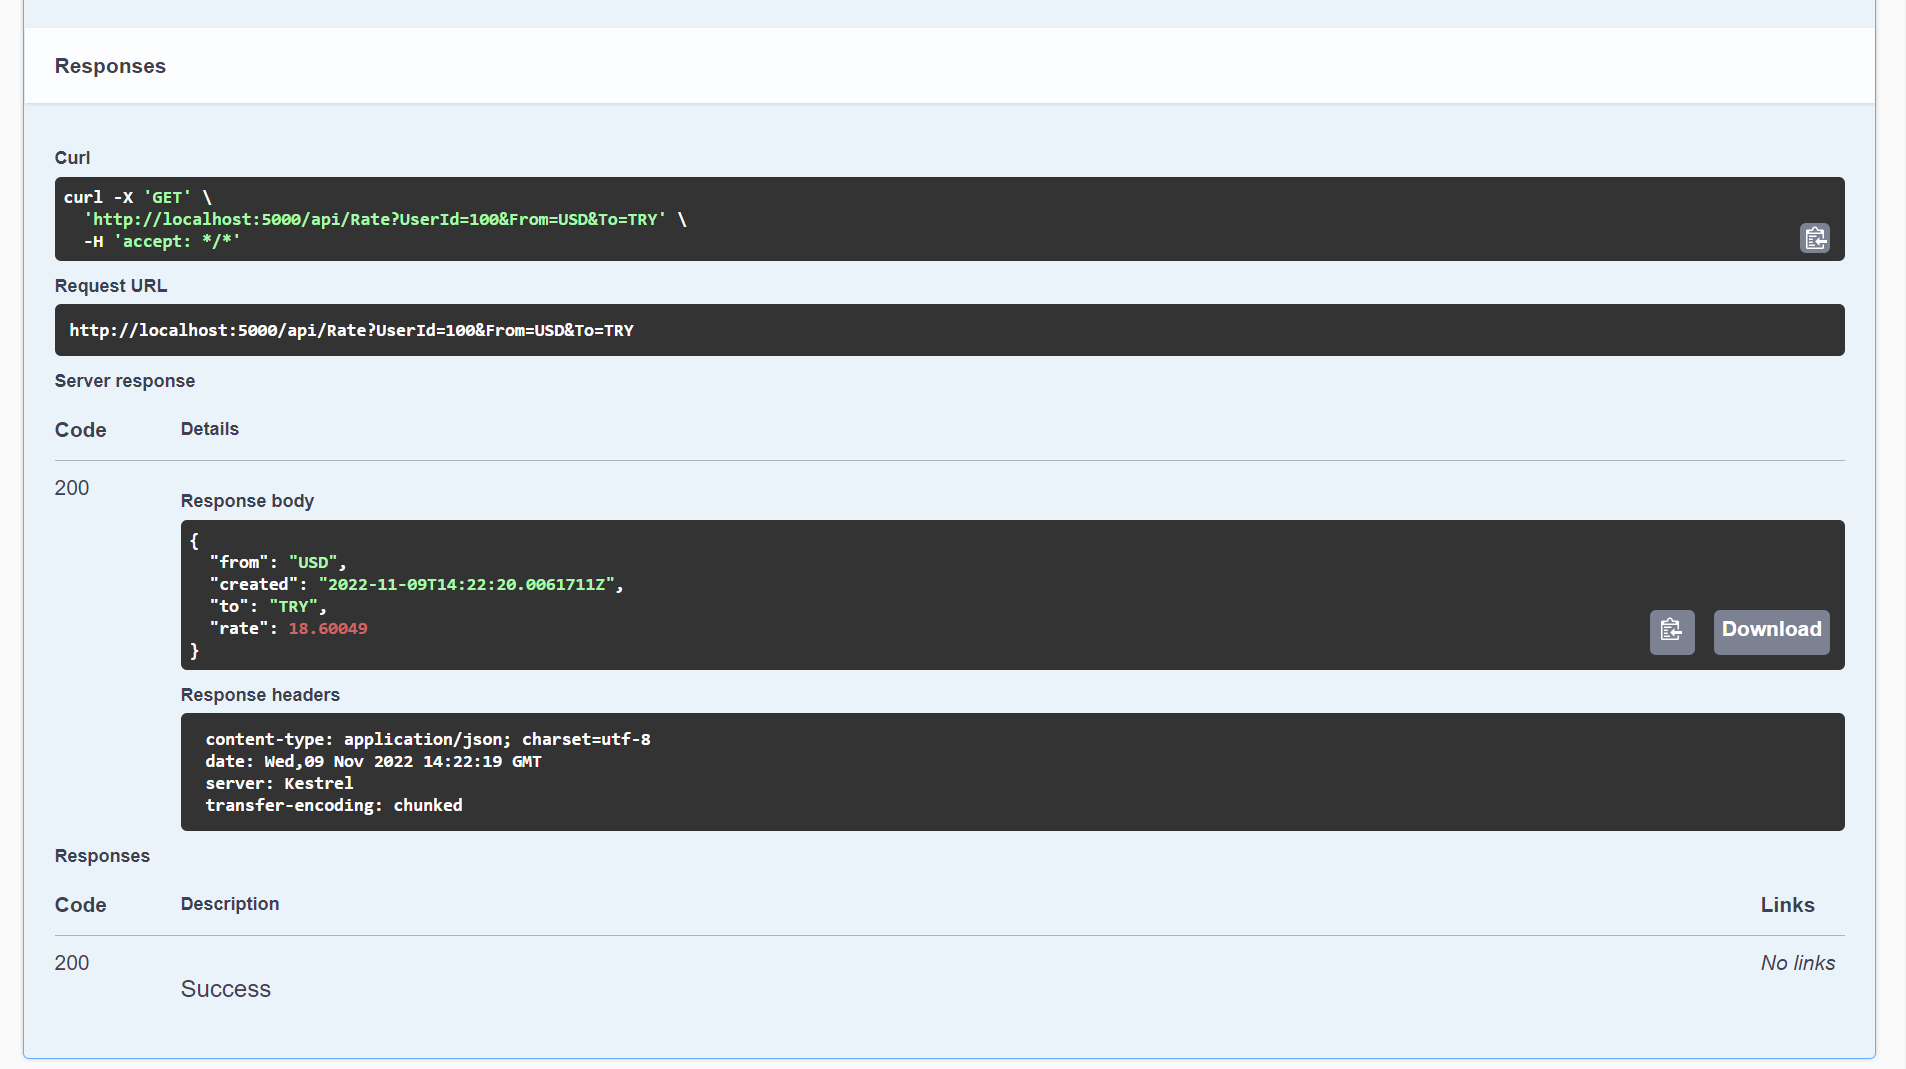 Responses
Curl
curl -X 'GET' \
  'http://localhost:5000/api/Rate?UserId=100&From=USD&To=TRY' \
  -H 'accept: */*'
Request URL
http://localhost:5000/api/Rate?UserId=100&From=USD&To=TRY
Server response
Code Details
200
Response body
{
  "from": "USD",
  "created": "2022-11-09T14:22:20.0061711Z",
  "to": "TRY",
  "rate": 18.60049
}
Download
Response headers
content-type: application/json; charset=utf-8
date: Wed,09 Nov 2022 14:22:19 GMT
server: Kestrel
transfer-encoding: chunked
Responses
Code Description Links
200 No links
Success